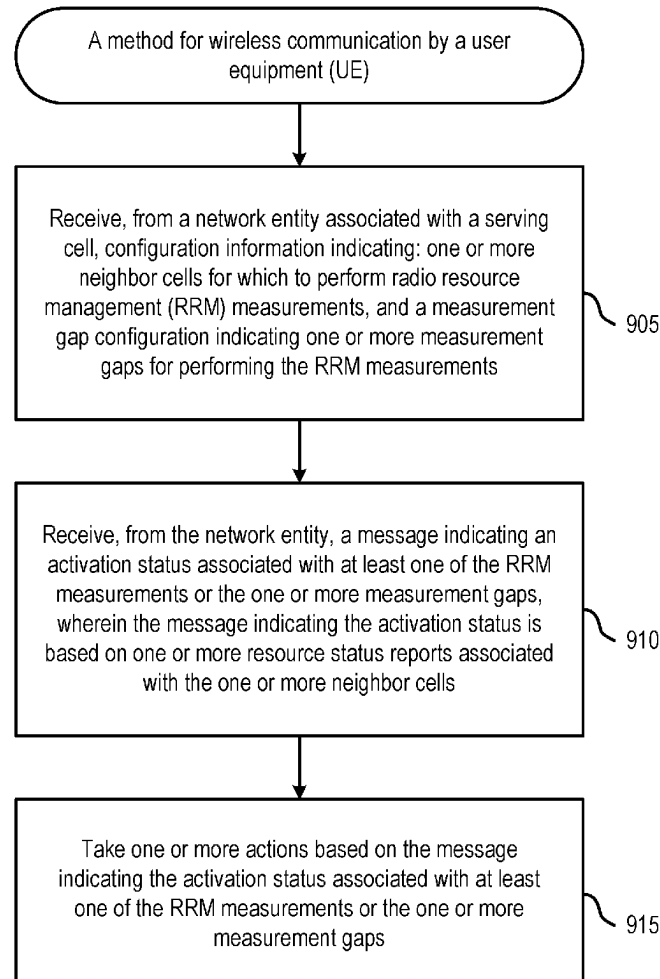 A method for wireless communication by a user
equipment (UE)
Receive, from a network entity associated with a serving
cell, configuration information indicating: one or more
neighbor cells for which to perform radio resource
management (RRM) measurements, and a measurement
gap configuration indicating one or more measurement
gaps for performing the RRM measurements
905
Receive, from the network entity, a message indicating an
activation status associated with at least one of the RRM
measurements or the one or more measurement gaps,
wherein the message indicating the activation status is
based on one or more resource status reports associated
with the one or more neighbor cells
910
Take one or more actions based on the message
indicating the activation status associated with at least
one of the RRM measurements or the one or more
measurement gaps
915